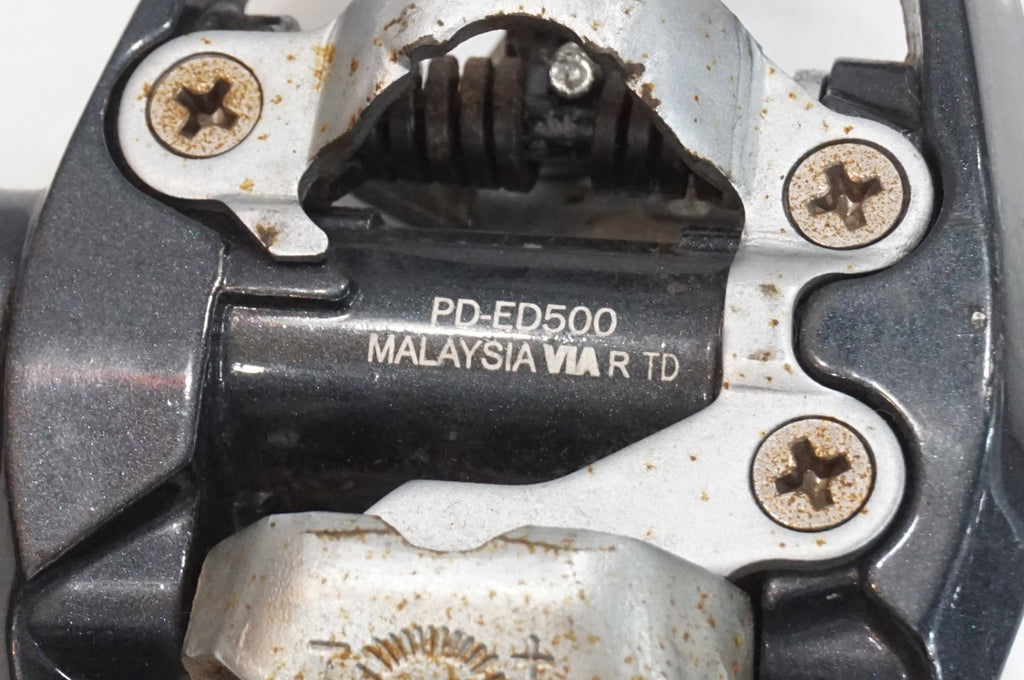 PD-ED500
MALAYSIA VIA R TD
- +